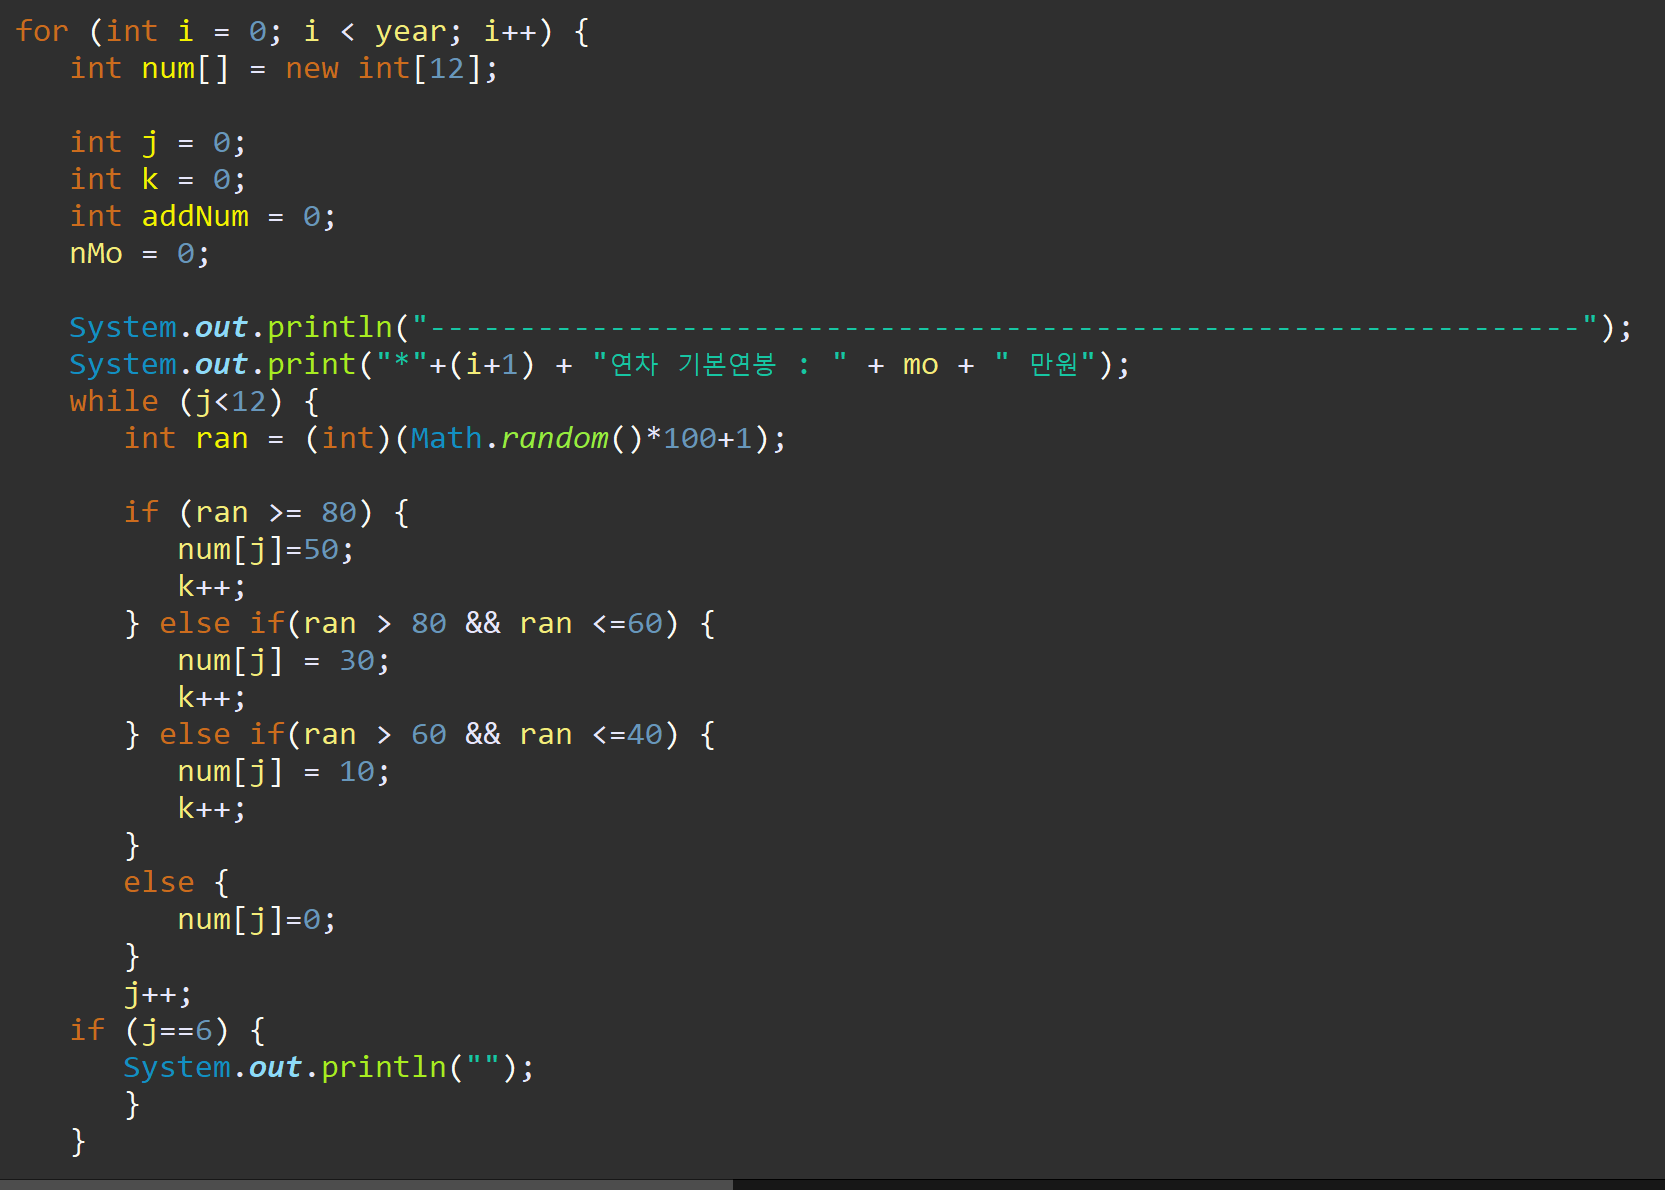 for (int i = 0; i < year; i++) {
int num[] = new int[12];
int j = 0;
int k = 0;
int addNum = 0;
nMo = 0;
System.out.println("----------------------------------------------------------------");
System.out.print("*"+(i+1) + "연차 기본연봉 : " + mo + " 만원");
while (j<12) {
int ran = (int)(Math.random()*100+1);
if (ran >= 80) {
num[j]=50;
k++;
} else if(ran > 80 && ran <=60) {
num[j] = 30;
k++;
} else if(ran > 60 && ran <=40) {
num[j] = 10;
k++;
}
else {
num[j]=0;
}
j++;
if (j==6) {
System.out.println("");
}
}